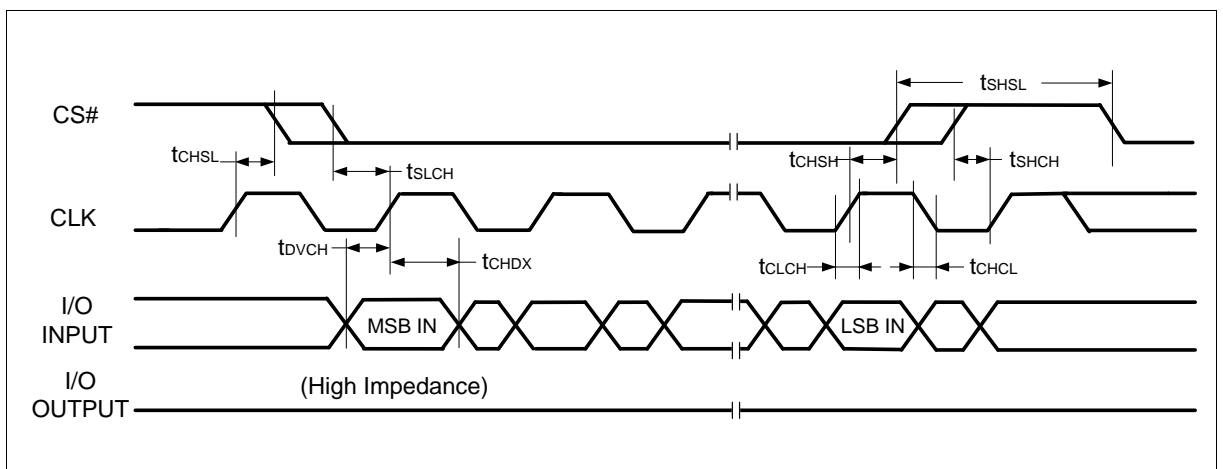 tSHSL
CS#
tCHSL
tSLCH
tCHSH
tSHCH
CLK
tDVCH
tCHDX
tCLCH
tCHCL
I/O
INPUT
MSB IN
LSB IN
I/O
OUTPUT
(High Impedance)